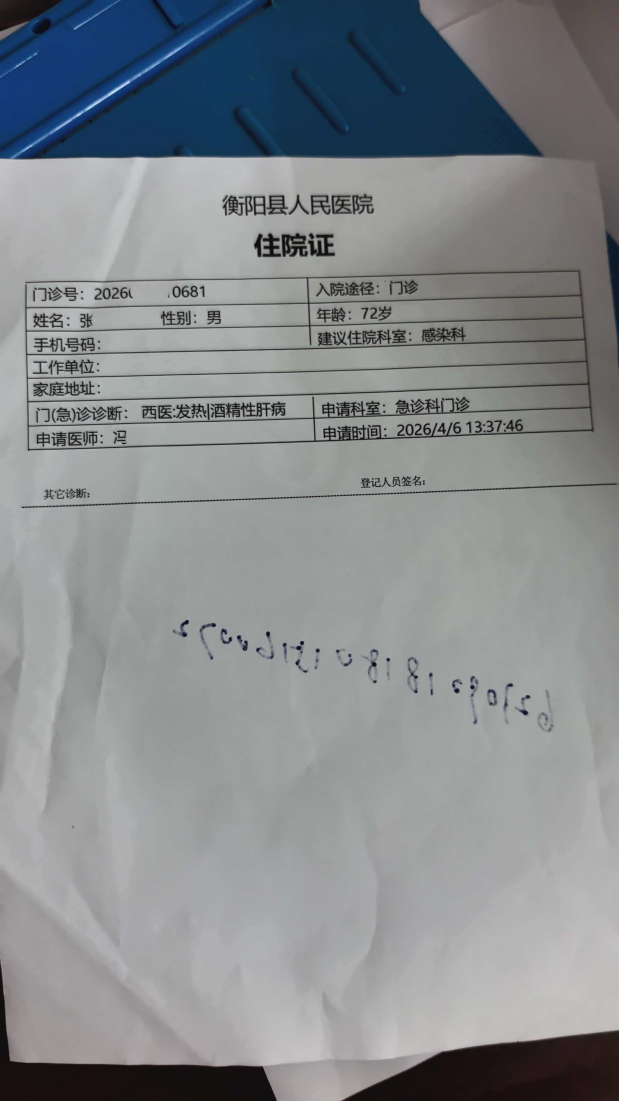 衡阳县人民医院
住院证
门诊号：2026 .0681 入院途径：门诊
姓名：张 性别：男 年龄：72岁
手机号码： 建议住院科室：感染科
工作单位：
家庭地址：
门(急)诊诊断： 西医:发热|酒精性肝病 申请科室：急诊科门诊
申请医师：冯 申请时间：2026/4/6 13:37:46
其它诊断： 登记人员签名：